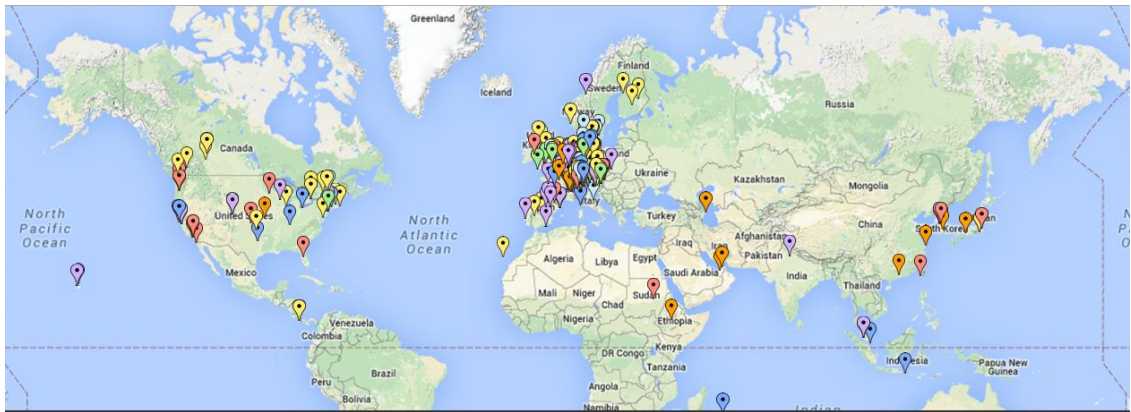 Greenland
Finland
Sweden
Iceland
Russia
Canada
Ukraine
Kazakhstan
Mongolia
North
Pacific
Ocean
North
Atlantic
Ocean
Italy
Turkey
China
South Korea
Afghanistan
Iraq
Iran
Pakistan
Algeria
Libya
Egypt
Saudi Arabia
India
Mexico
Mali
Niger
Chad
Sudan
Thailand
Nigeria
Ethiopia
Venezuela
Colombia
Kenya
DR Congo
Tanzania
Indonesia
Papua New
Guinea
Brazil
Peru
Bolivia
Angola
Namibia
Indian